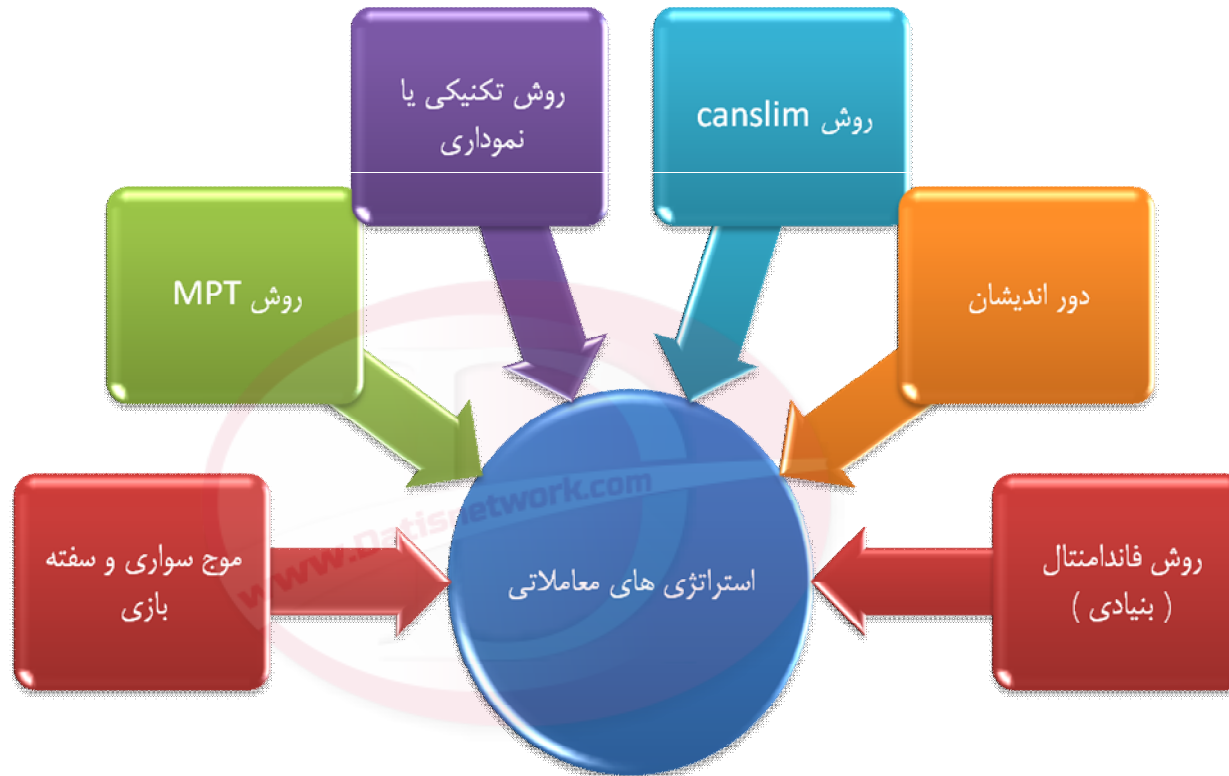 روش تکنیکی یا
نموداری
روش canslim
روش MPT
دور اندیشان
موج سواری و سفته
بازی
استراتژی های معاملاتی
روش فاندامنتال
( بنیادی )
www.Datisnetwork.com